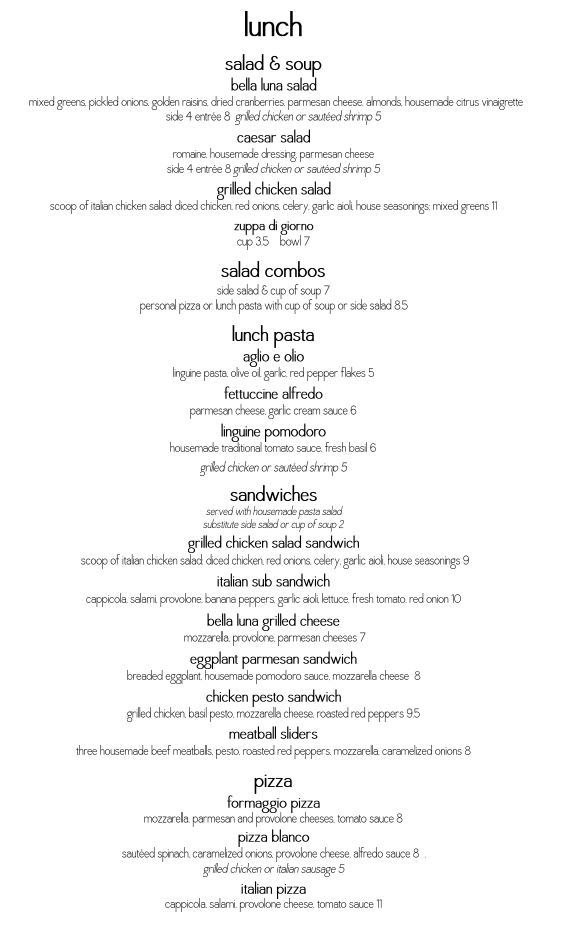 lunch
salad & soup
bella luna salad
mixed greens, pickled onions, golden raisins, dried cranberries, parmesan cheese, almonds, housemade citrus vinaigrette
side 4 entrée 8 grilled chicken or sautéed shrimp 5
caesar salad
romaine, housemade dressing, parmesan cheese
side 4 entrée 8 grilled chicken or sautéed shrimp 5
grilled chicken salad
scoop of italian chicken salad: diced chicken, red onions, celery, garlic aioli, house seasonings; mixed greens 11
zuppa di giorno
cup 3.5 bowl 7
salad combos
side salad & cup of soup 7
personal pizza or lunch pasta with cup of soup or side salad 8.5
lunch pasta
aglio e olio
linguine pasta, olive oil, garlic, red pepper flakes 5
fettuccine alfredo
parmesan cheese, garlic cream sauce 6
linguine pomodoro
housemade traditional tomato sauce, fresh basil 6
grilled chicken or sautéed shrimp 5
sandwiches
served with housemade pasta salad
substitute side salad or cup of soup 2
grilled chicken salad sandwich
scoop of italian chicken salad: diced chicken, red onions, celery, garlic aioli, house seasonings 9
italian sub sandwich
cappicola, salami, provolone, banana peppers, garlic aioli, lettuce, fresh tomato, red onion 10
bella luna grilled cheese
mozzarella, provolone, parmesan cheeses 7
eggplant parmesan sandwich
breaded eggplant, housemade pomodoro sauce, mozzarella cheese 8
chicken pesto sandwich
grilled chicken, basil pesto, mozzarella cheese, roasted red peppers 9.5
meatball sliders
three housemade beef meatballs, pesto, roasted red peppers, mozzarella, caramelized onions 8
pizza
formaggio pizza
mozzarella, parmesan and provolone cheeses, tomato sauce 8
pizza blanco
sautéed spinach, caramelized onions, provolone cheese, alfredo sauce 8 .
grilled chicken or italian sausage 5
italian pizza
cappicola, salami, provolone cheese, tomato sauce 11